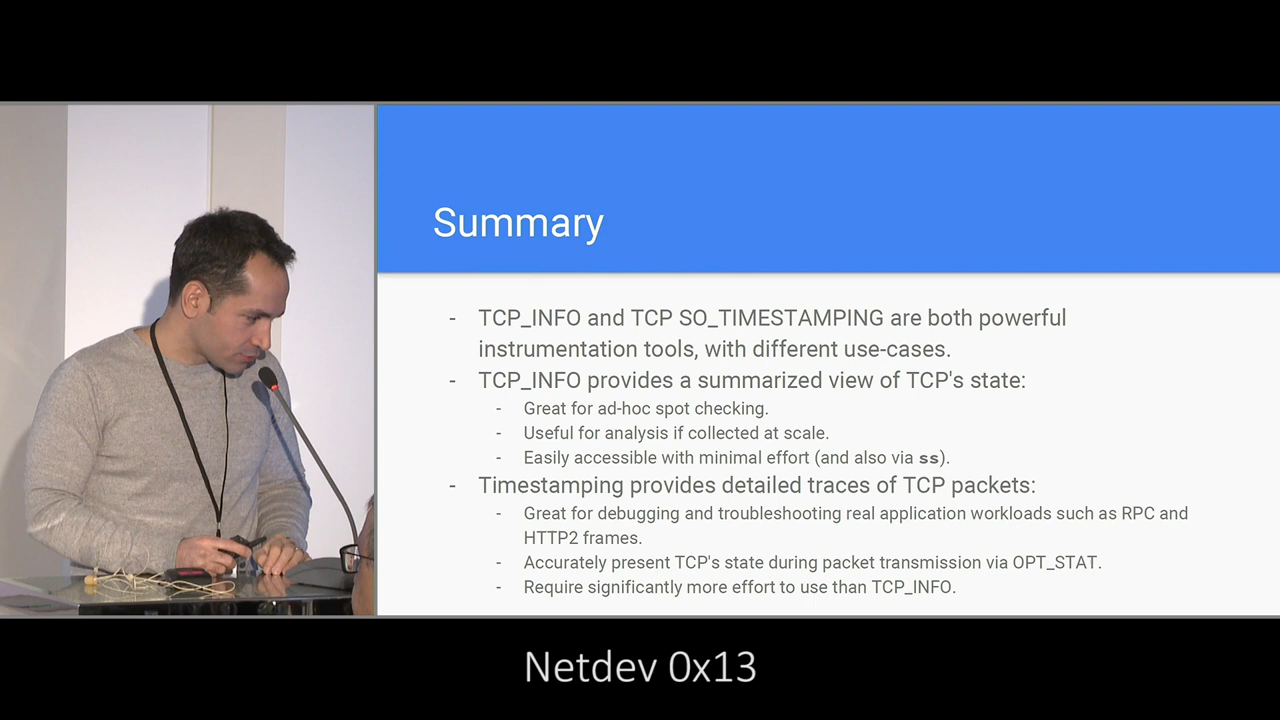 Summary
- TCP_INFO and TCP SO_TIMESTAMPING are both powerful
instrumentation tools, with different use-cases.
- TCP_INFO provides a summarized view of TCP's state:
- Great for ad-hoc spot checking.
- Useful for analysis if collected at scale.
- Easily accessible with minimal effort (and also via ss).
- Timestamping provides detailed traces of TCP packets:
- Great for debugging and troubleshooting real application workloads such as RPC and
HTTP2 frames.
- Accurately present TCP's state during packet transmission via OPT_STAT.
- Require significantly more effort to use than TCP_INFO.
Netdev 0x13